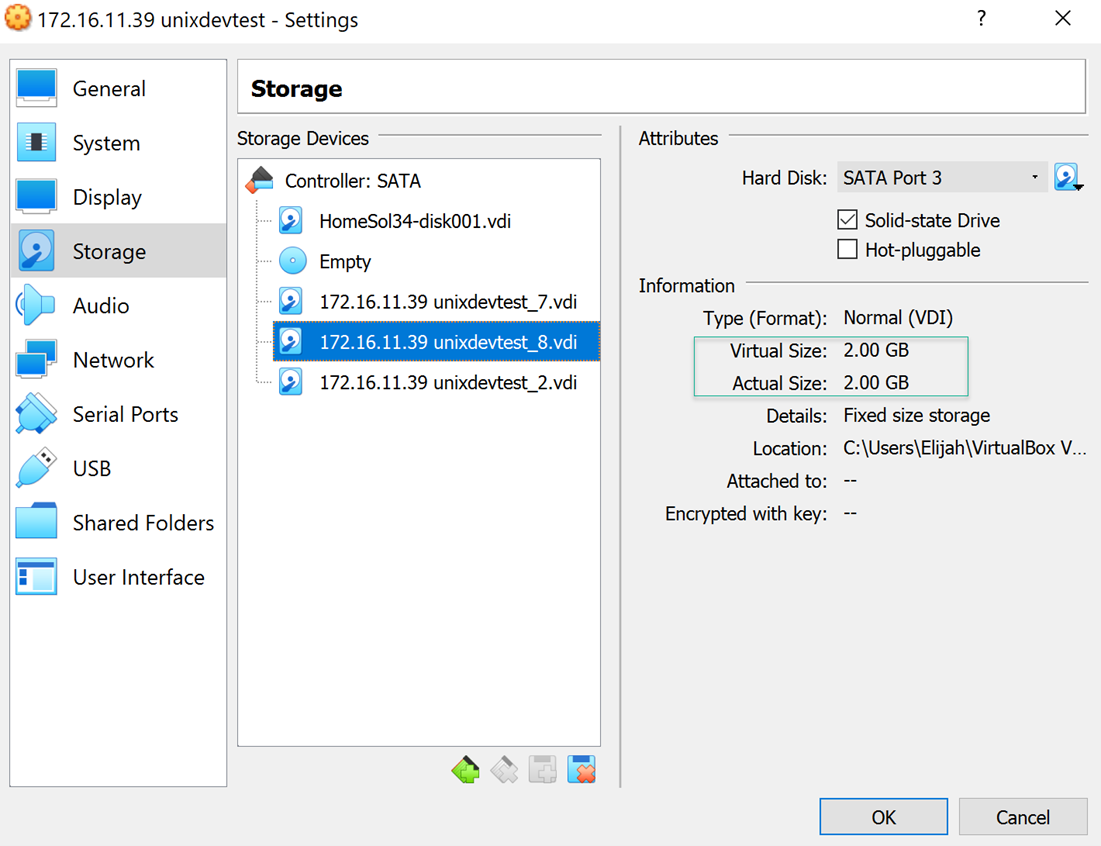 172.16.11.39 unixdevtest - Settings
?
General
System
Display
Storage
Audio
Network
Serial Ports
USB
Shared Folders
User Interface
Storage
Storage Devices
Controller: SATA
HomeSol34-disk001.vdi
Empty
172.16.11.39 unixdevtest_7.vdi
172.16.11.39 unixdevtest_8.vdi
172.16.11.39 unixdevtest_2.vdi
Attributes
Hard Disk: SATA Port 3
Solid-state Drive
Hot-pluggable
Information
Type (Format): Normal (VDI)
Virtual Size: 2.00 GB
Actual Size: 2.00 GB
Details: Fixed size storage
Location: C:\Users\Elijah\VirtualBox V...
Attached to: --
Encrypted with key: --
OK
Cancel